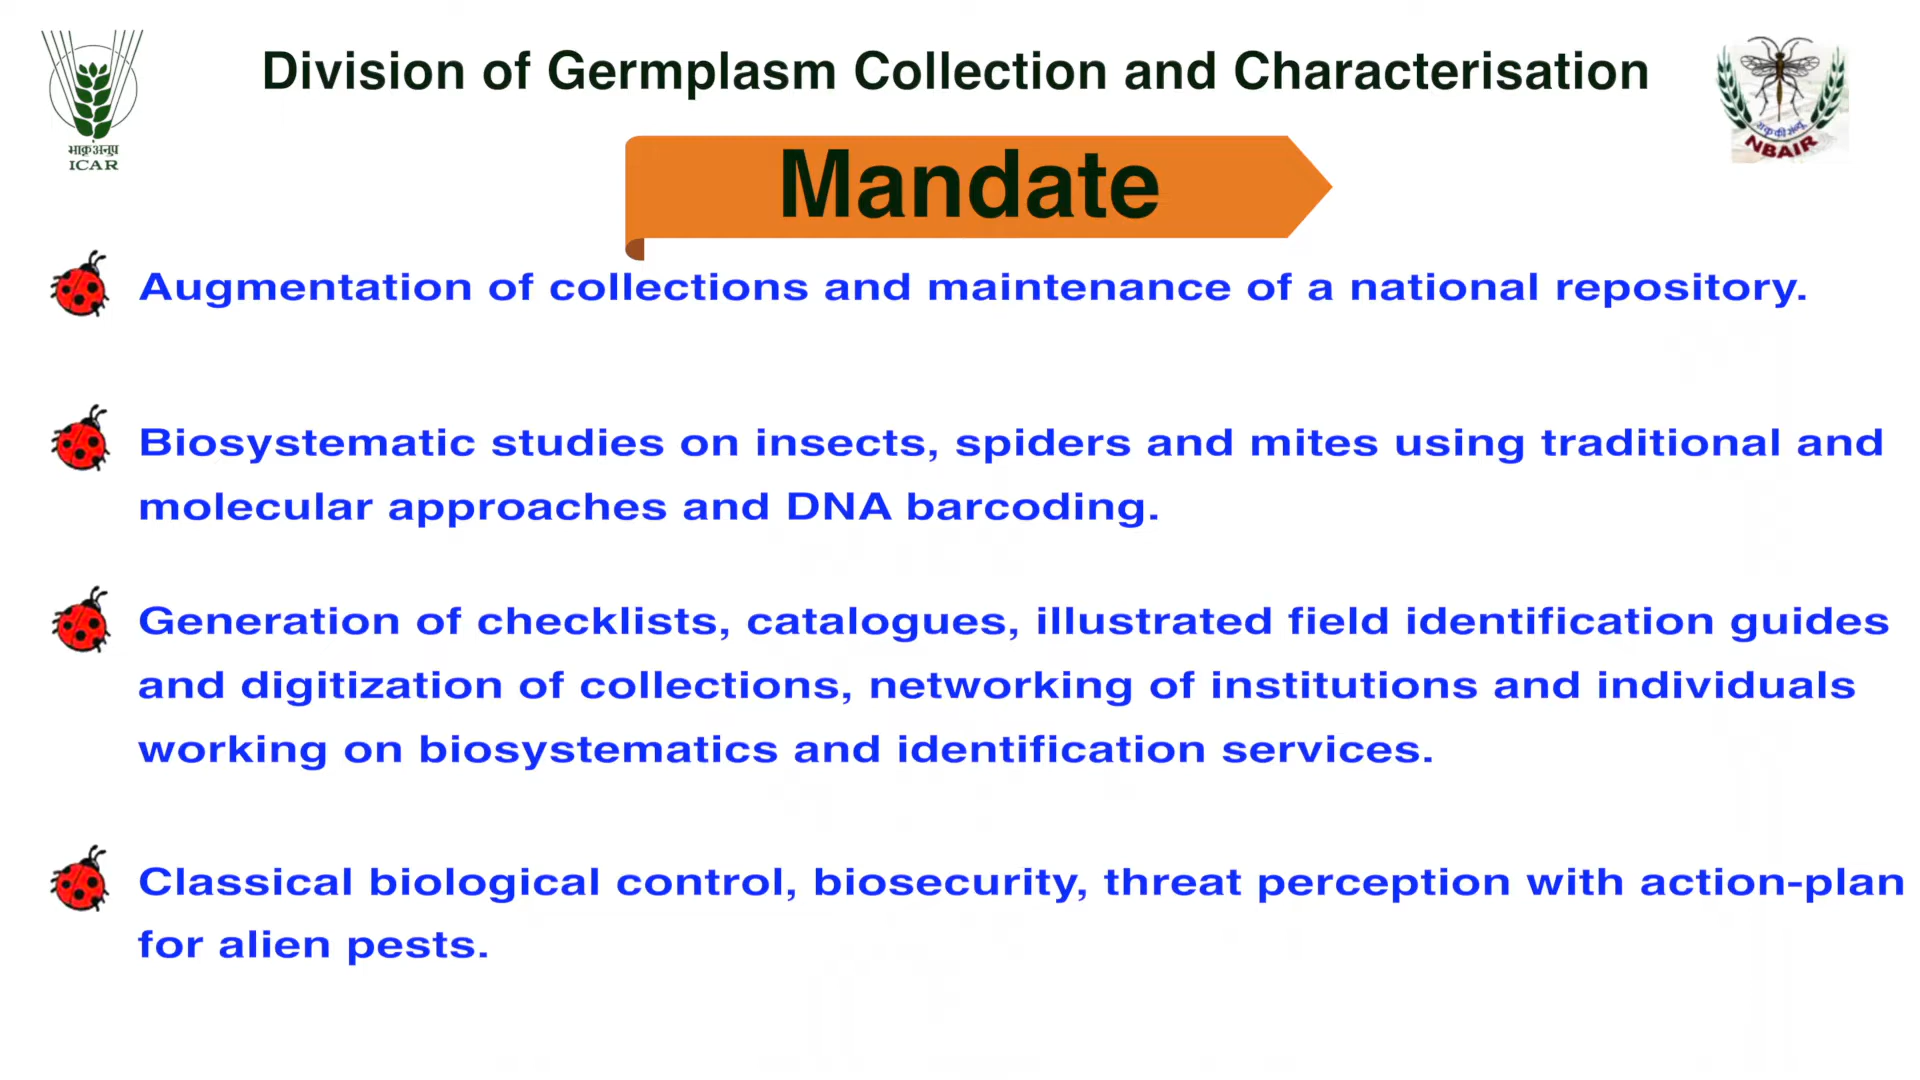 Division of Germplasm Collection and Characterisation
भाकृअनुप
ICAR
NBAIR
Mandate
Augmentation of collections and maintenance of a national repository.
Biosystematic studies on insects, spiders and mites using traditional and
molecular approaches and DNA barcoding.
Generation of checklists, catalogues, illustrated field identification guides
and digitization of collections, networking of institutions and individuals
working on biosystematics and identification services.
Classical biological control, biosecurity, threat perception with action-plan
for alien pests.